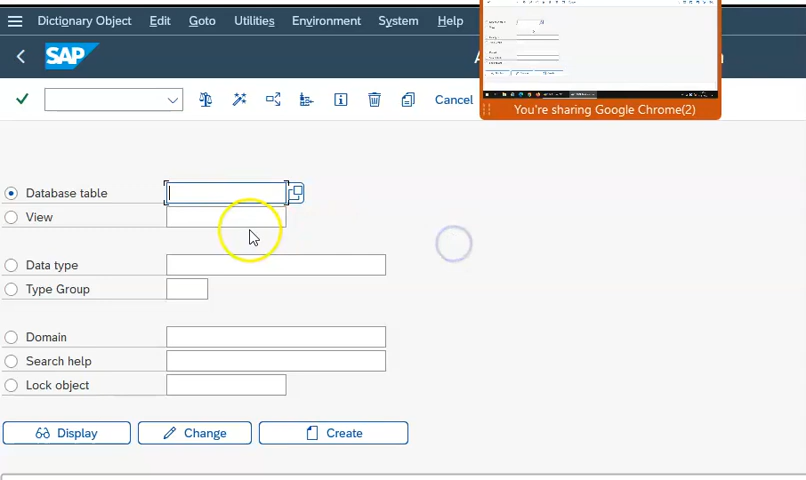 Dictionary Object Edit Goto Utilities Environment System Help
SAP
Cancel
You're sharing Google Chrome(2)
Database table
View
Data type
Type Group
Domain
Search help
Lock object
Display Change Create